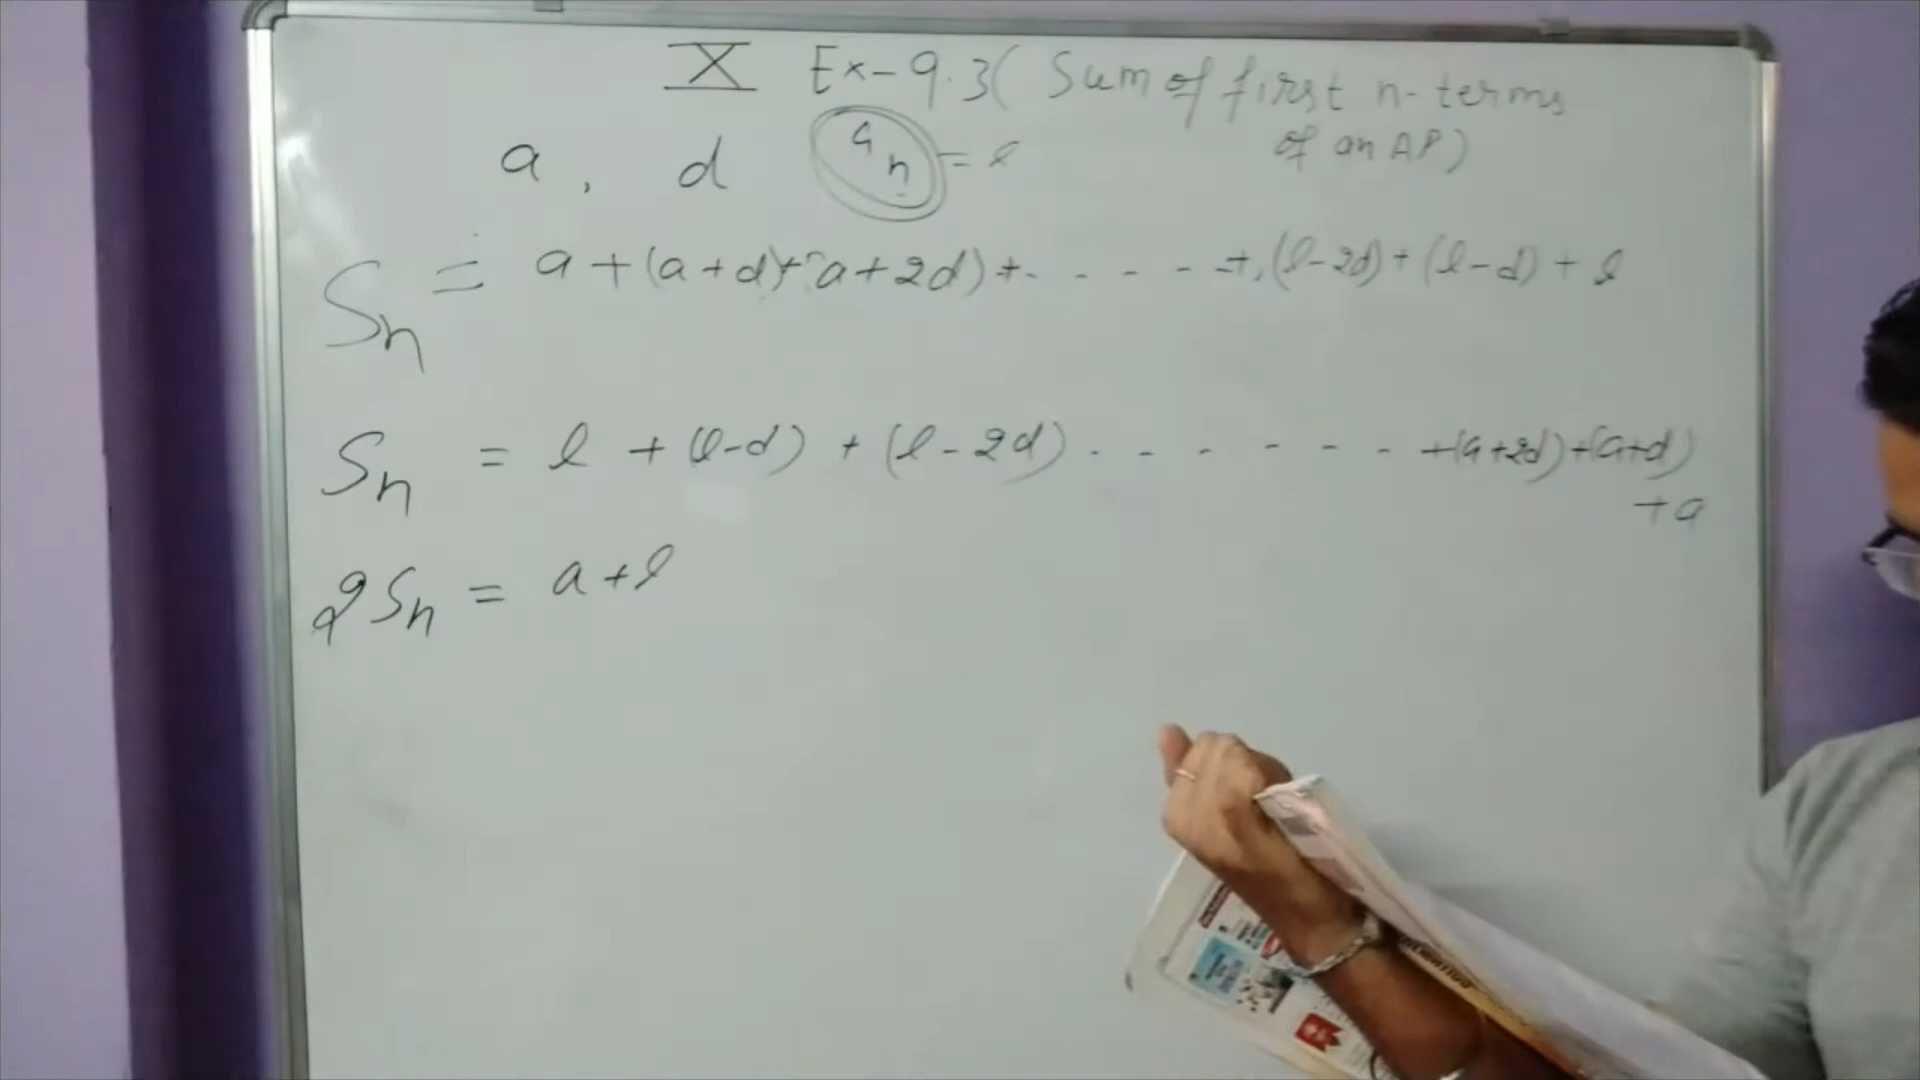 X Ex-9.3 ( Sum of first n-terms
of an AP)
a , d aₙ = l
Sₙ = a + (a + d) + (a + 2d) + - - - - - +, (l-2d) + (l-d) + l
Sₙ = l + (l-d) + (l-2d) - - - - - - +(a+2d)+(a+d)
+a
2Sₙ = a+l